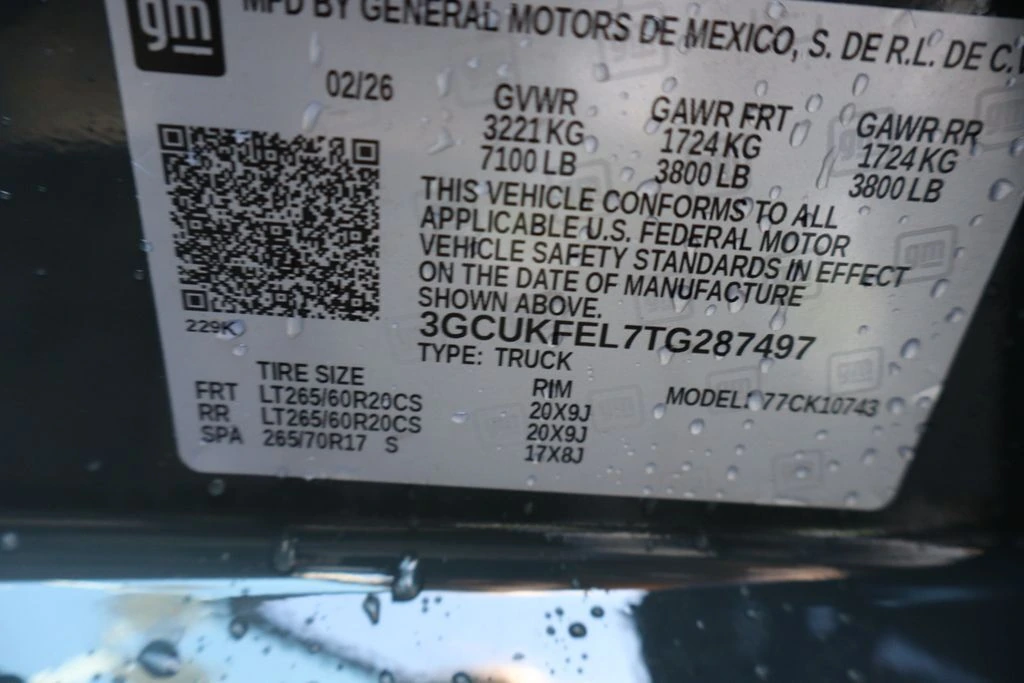 gm
MFD BY GENERAL MOTORS DE MEXICO, S. DE R.L. DE C.V
02/26
GVWR GAWR FRT GAWR RR
3221 KG 1724 KG 1724 KG
7100 LB 3800 LB 3800 LB
THIS VEHICLE CONFORMS TO ALL
APPLICABLE U.S. FEDERAL MOTOR
VEHICLE SAFETY STANDARDS IN EFFECT
ON THE DATE OF MANUFACTURE
SHOWN ABOVE.
229K
3GCUKFEL7TG287497
TYPE: TRUCK
TIRE SIZE RIM MODEL: 77CK10743
FRT LT265/60R20CS 20X9J
RR LT265/60R20CS 20X9J
SPA 265/70R17 S 17X8J